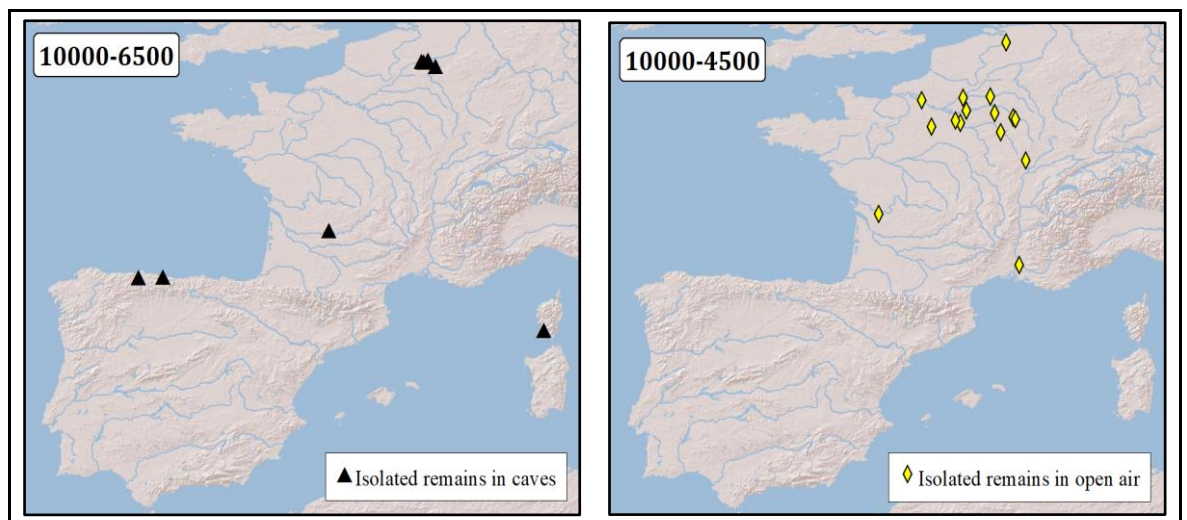 10000-6500
Isolated remains in caves
10000-4500
Isolated remains in open air